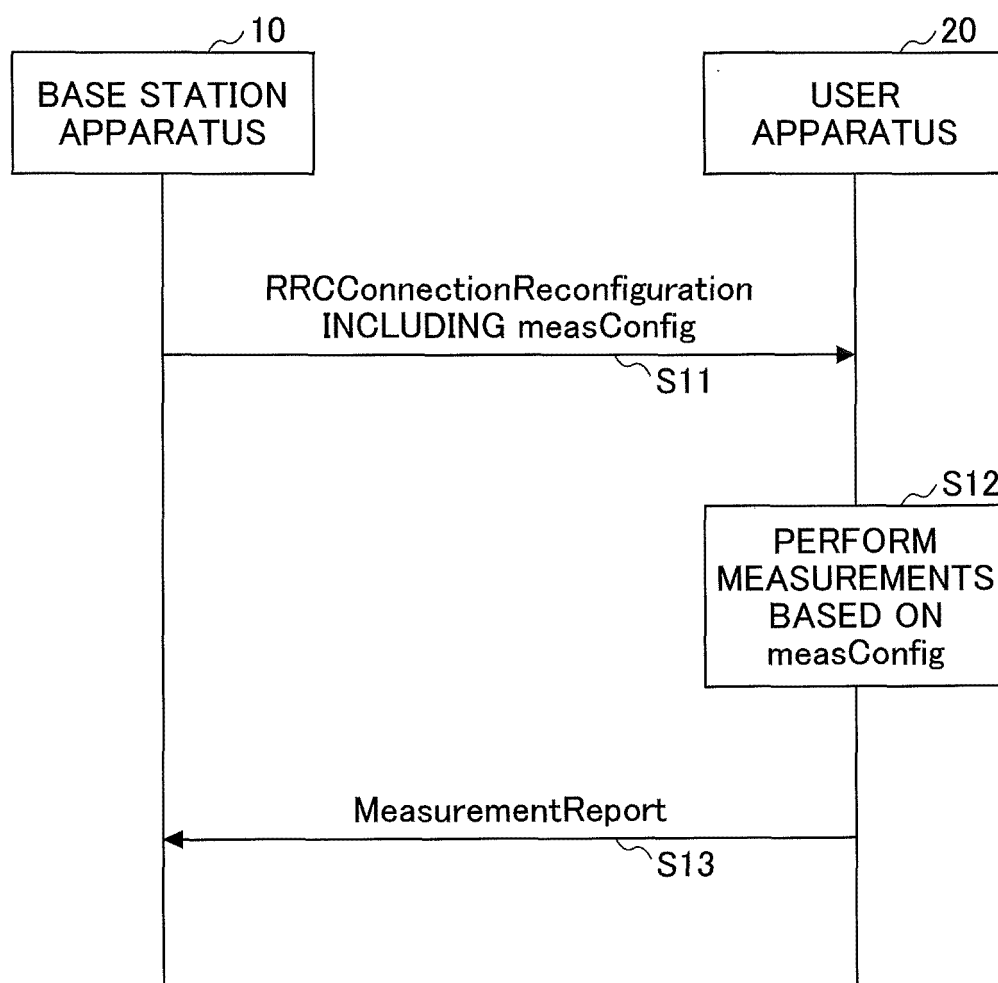 10
BASE STATION
APPARATUS
20
USER
APPARATUS
RRCConnectionReconfiguration
INCLUDING measConfig
S11
S12
PERFORM
MEASUREMENTS
BASED ON
measConfig
MeasurementReport
S13